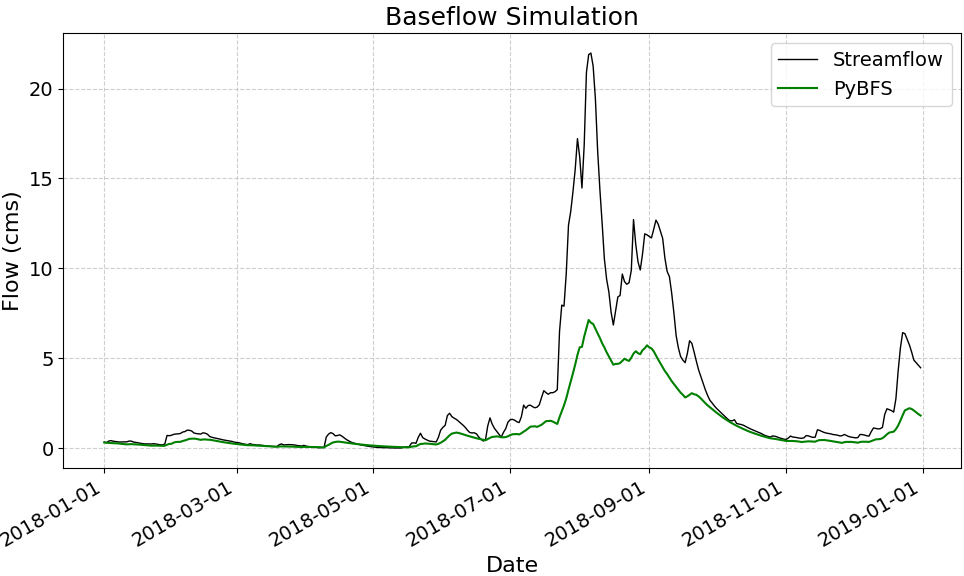 Baseflow Simulation
Streamflow
PyBFS
20
15
10
5
0
Flow (cms)
2018-01-01
2018-03-01
2018-05-01
2018-07-01
2018-09-01
2018-11-01
2019-01-01
Date